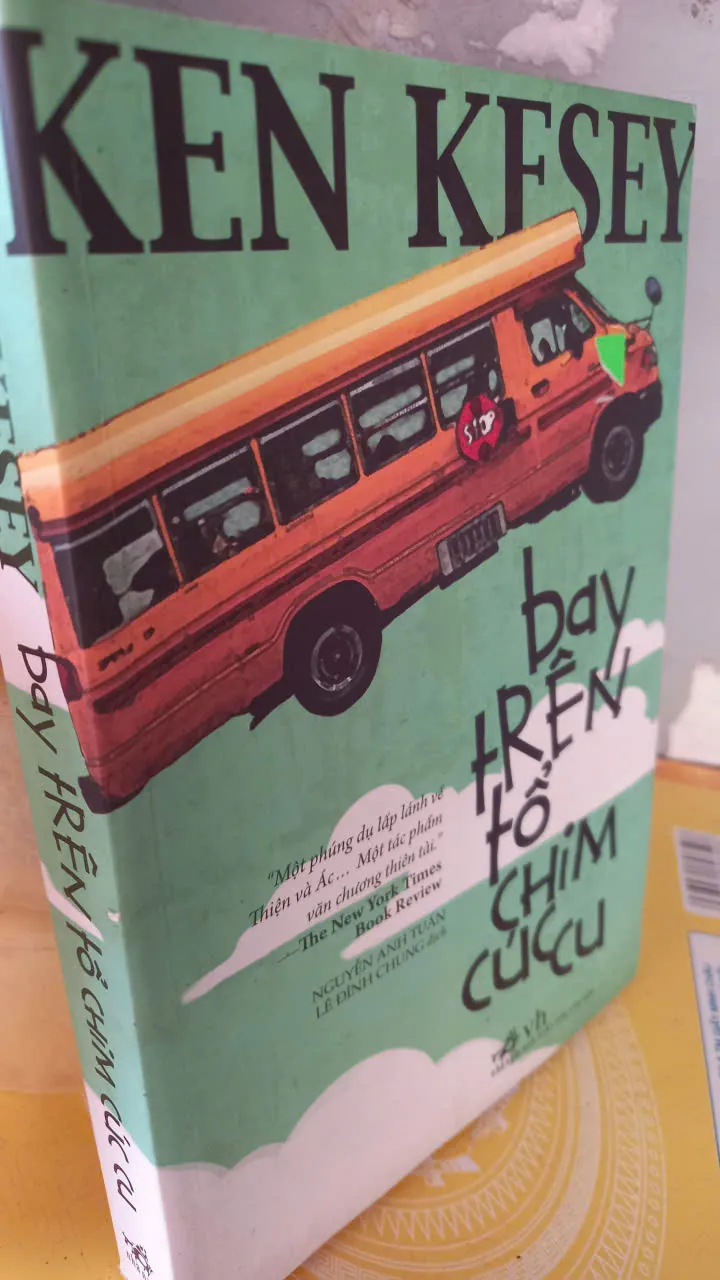 KEN KESEY
STOP
bay
tRÊN
tổ
CHiM
CÚC CU
"Một phúng dụ lấp lánh về
Thiện và Ác... Một tác phẩm
văn chương thiên tài."
—The New York Times
Book Review
NGUYỄN ANH TUẤN
LÊ ĐÌNH CHUNG dịch
vh
KESEY
bay tRÊN tổ CHiM CÚC CU